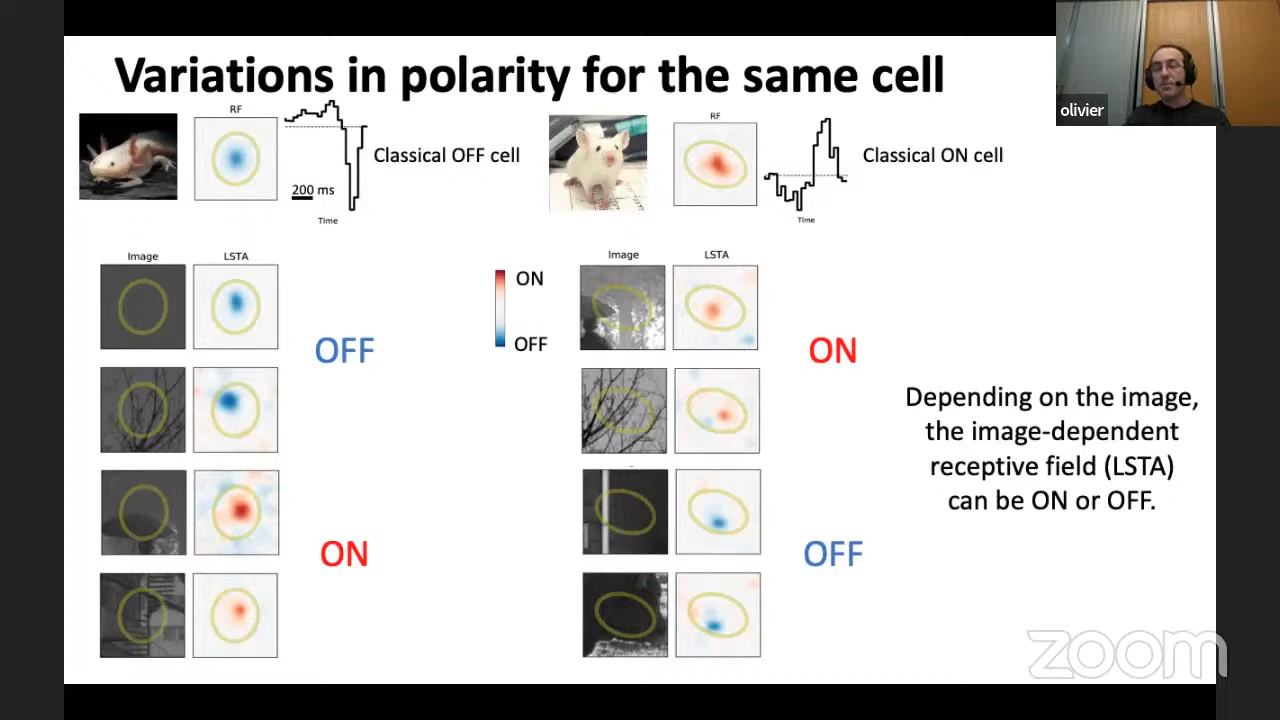 Variations in polarity for the same cell
olivier
RF
Classical OFF cell
200 ms
Time
RF
Classical ON cell
Time
Image
LSTA
OFF
ON
ON
OFF
Image
LSTA
ON
OFF
Depending on the image,
the image-dependent
receptive field (LSTA)
can be ON or OFF.
zoom